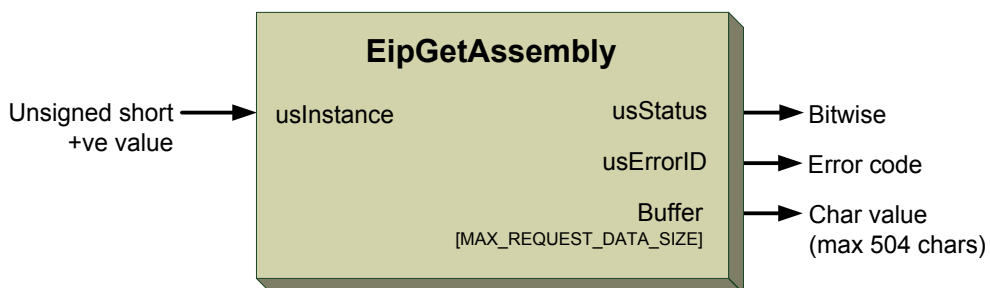 EipGetAssembly
Unsigned short
+ve value
usInstance
usStatus
Bitwise
usErrorID
Error code
Buffer
[MAX_REQUEST_DATA_SIZE]
Char value
(max 504 chars)